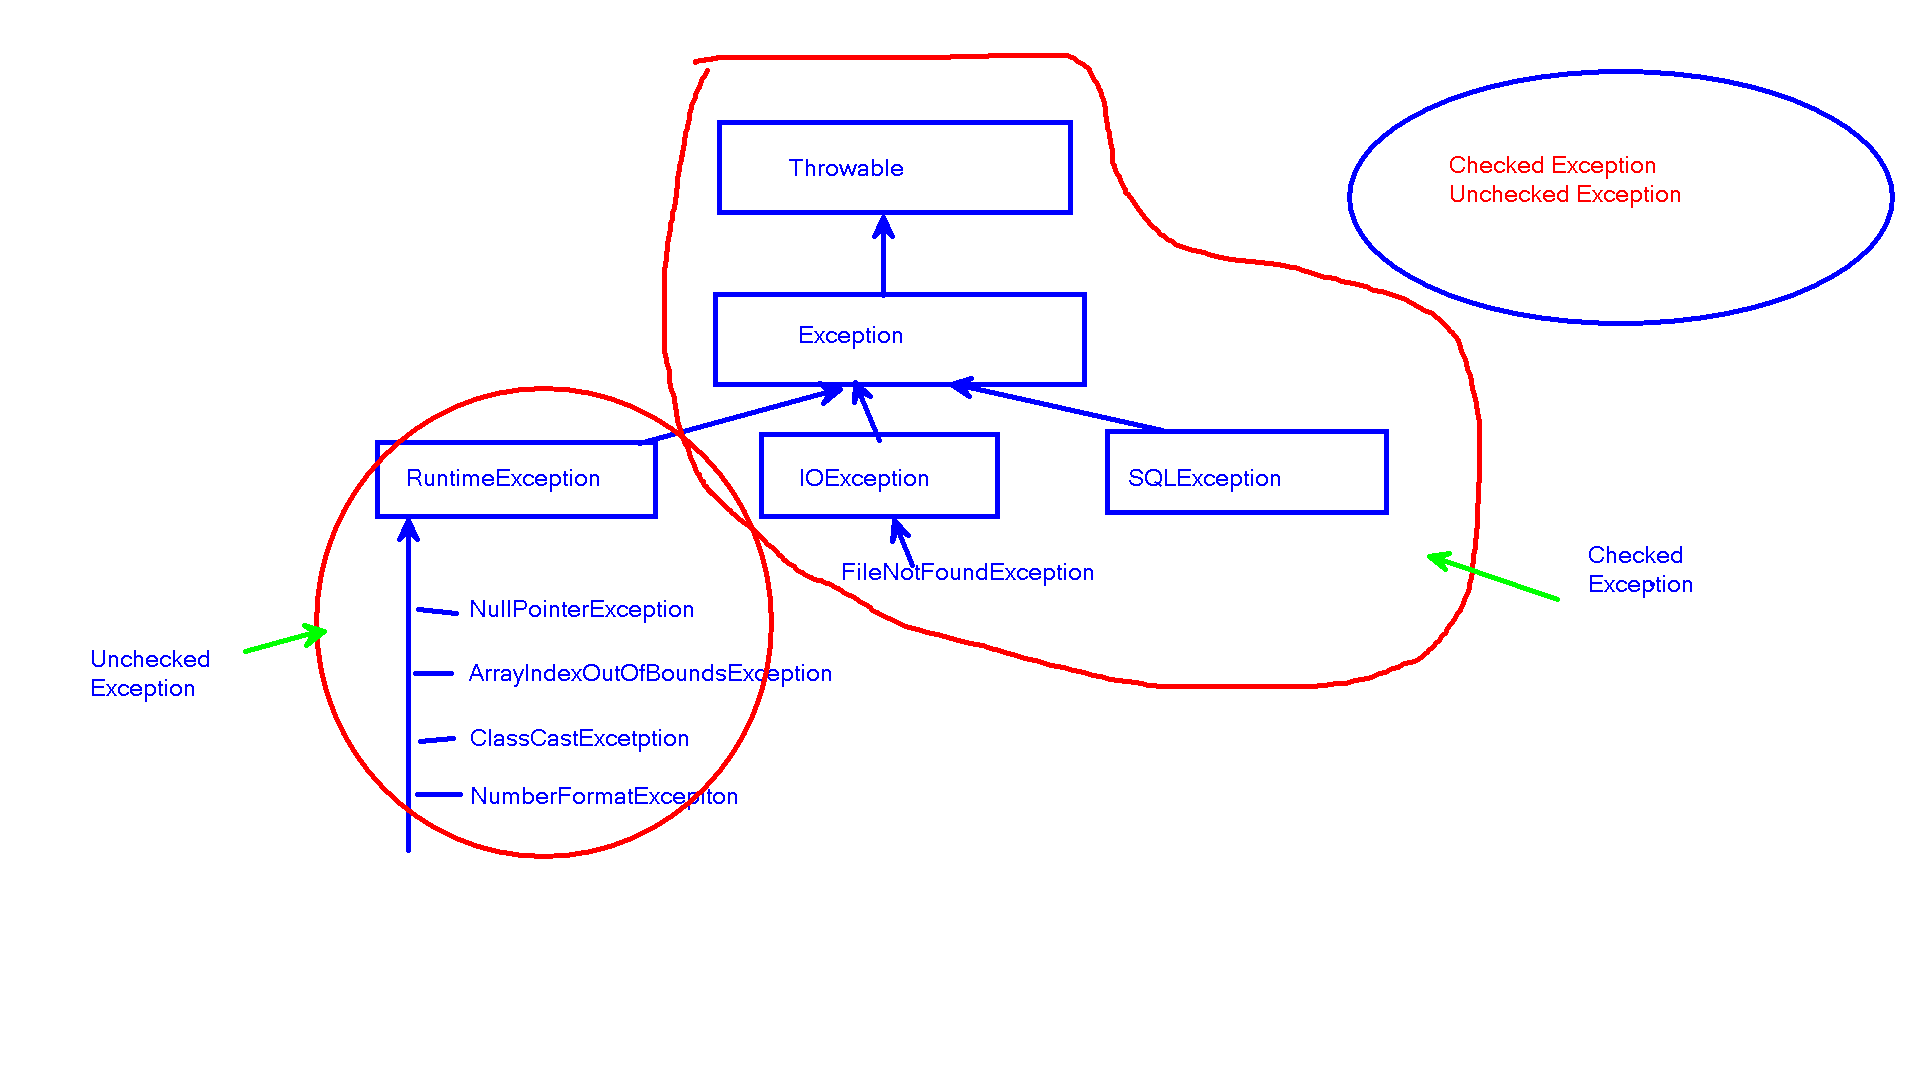 Checked Exception
Unchecked Exception
Throwable
Exception
RuntimeException
IOException
SQLException
FileNotFoundException
Checked
Exception
NullPointerException
ArrayIndexOutOfBoundsException
ClassCastExcetption
NumberFormatExcepiton
Unchecked
Exception